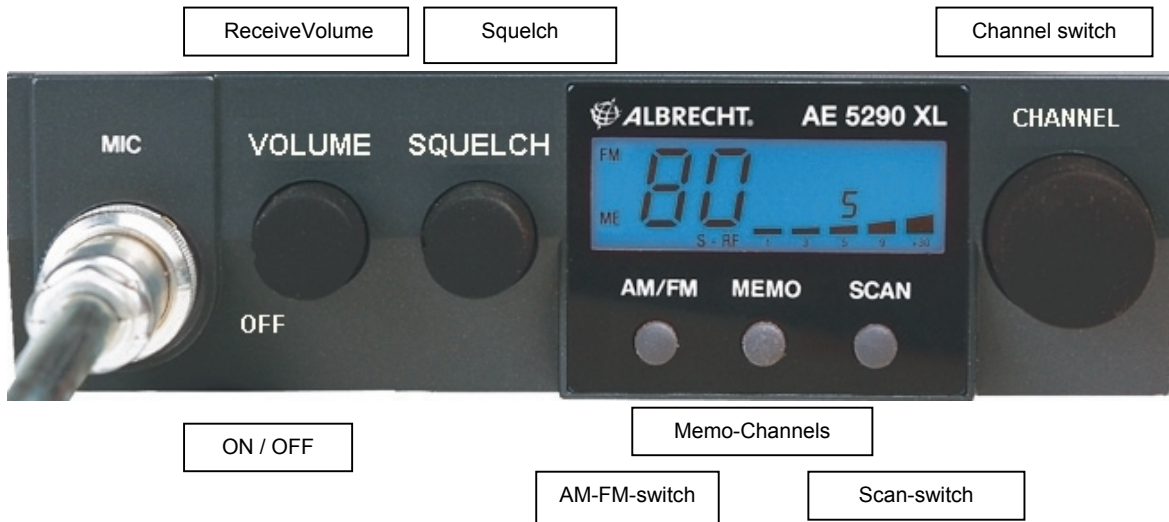 ReceiveVolume Squelch Channel switch
ALBRECHT. AE 5290 XL CHANNEL
MIC VOLUME SQUELCH
FM 80
ME 5
S - RF 1 3 5 9 +30
AM/FM MEMO SCAN
OFF
ON / OFF Memo-Channels
AM-FM-switch Scan-switch